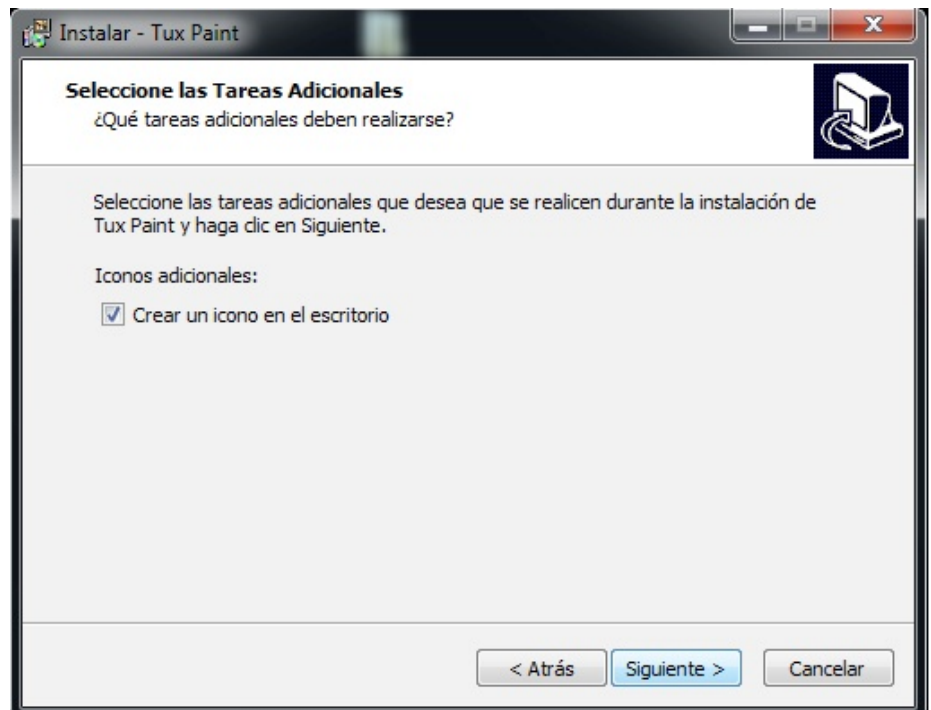 Instalar - Tux Paint
Seleccione las Tareas Adicionales
¿Qué tareas adicionales deben realizarse?
Seleccione las tareas adicionales que desea que se realicen durante la instalación de
Tux Paint y haga clic en Siguiente.
Iconos adicionales:
Crear un icono en el escritorio
< Atrás Siguiente > Cancelar